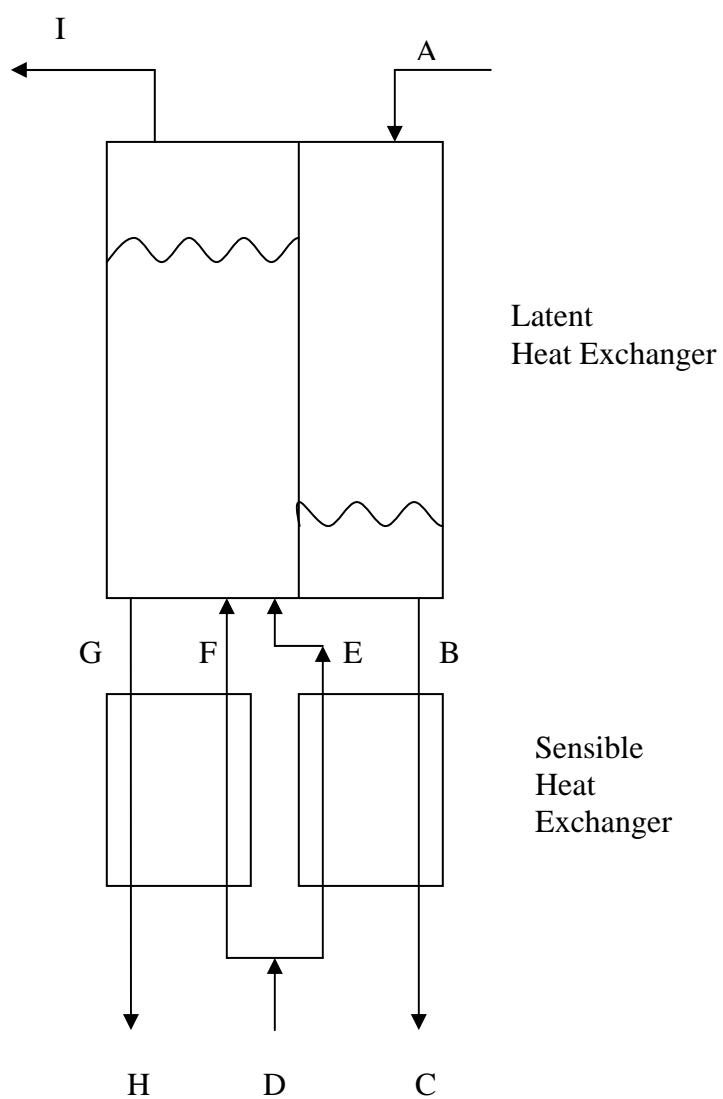 I
A
Latent
Heat Exchanger
G
F
E
B
Sensible
Heat
Exchanger
H
D
C